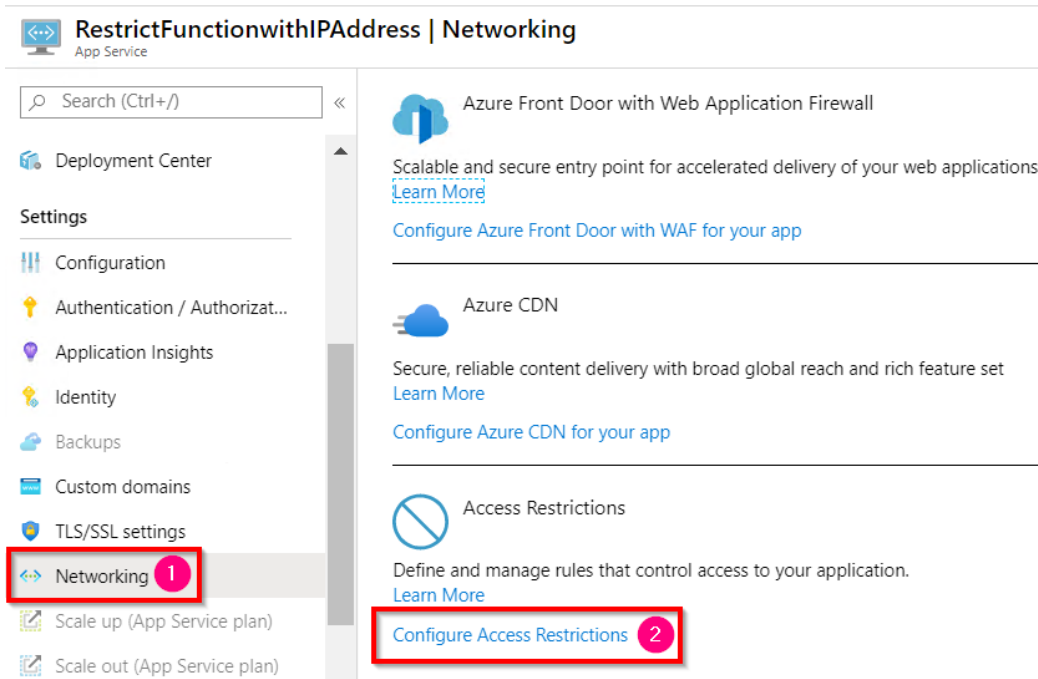 RestrictFunctionwithIPAddress | Networking
App Service
Search (Ctrl+/)
«
Deployment Center
Settings
Configuration
Authentication / Authorizat...
Application Insights
Identity
Backups
Custom domains
TLS/SSL settings
Networking 1
Scale up (App Service plan)
Scale out (App Service plan)
Azure Front Door with Web Application Firewall
Scalable and secure entry point for accelerated delivery of your web applications
Learn More
Configure Azure Front Door with WAF for your app
Azure CDN
Secure, reliable content delivery with broad global reach and rich feature set
Learn More
Configure Azure CDN for your app
Access Restrictions
Define and manage rules that control access to your application.
Learn More
Configure Access Restrictions 2